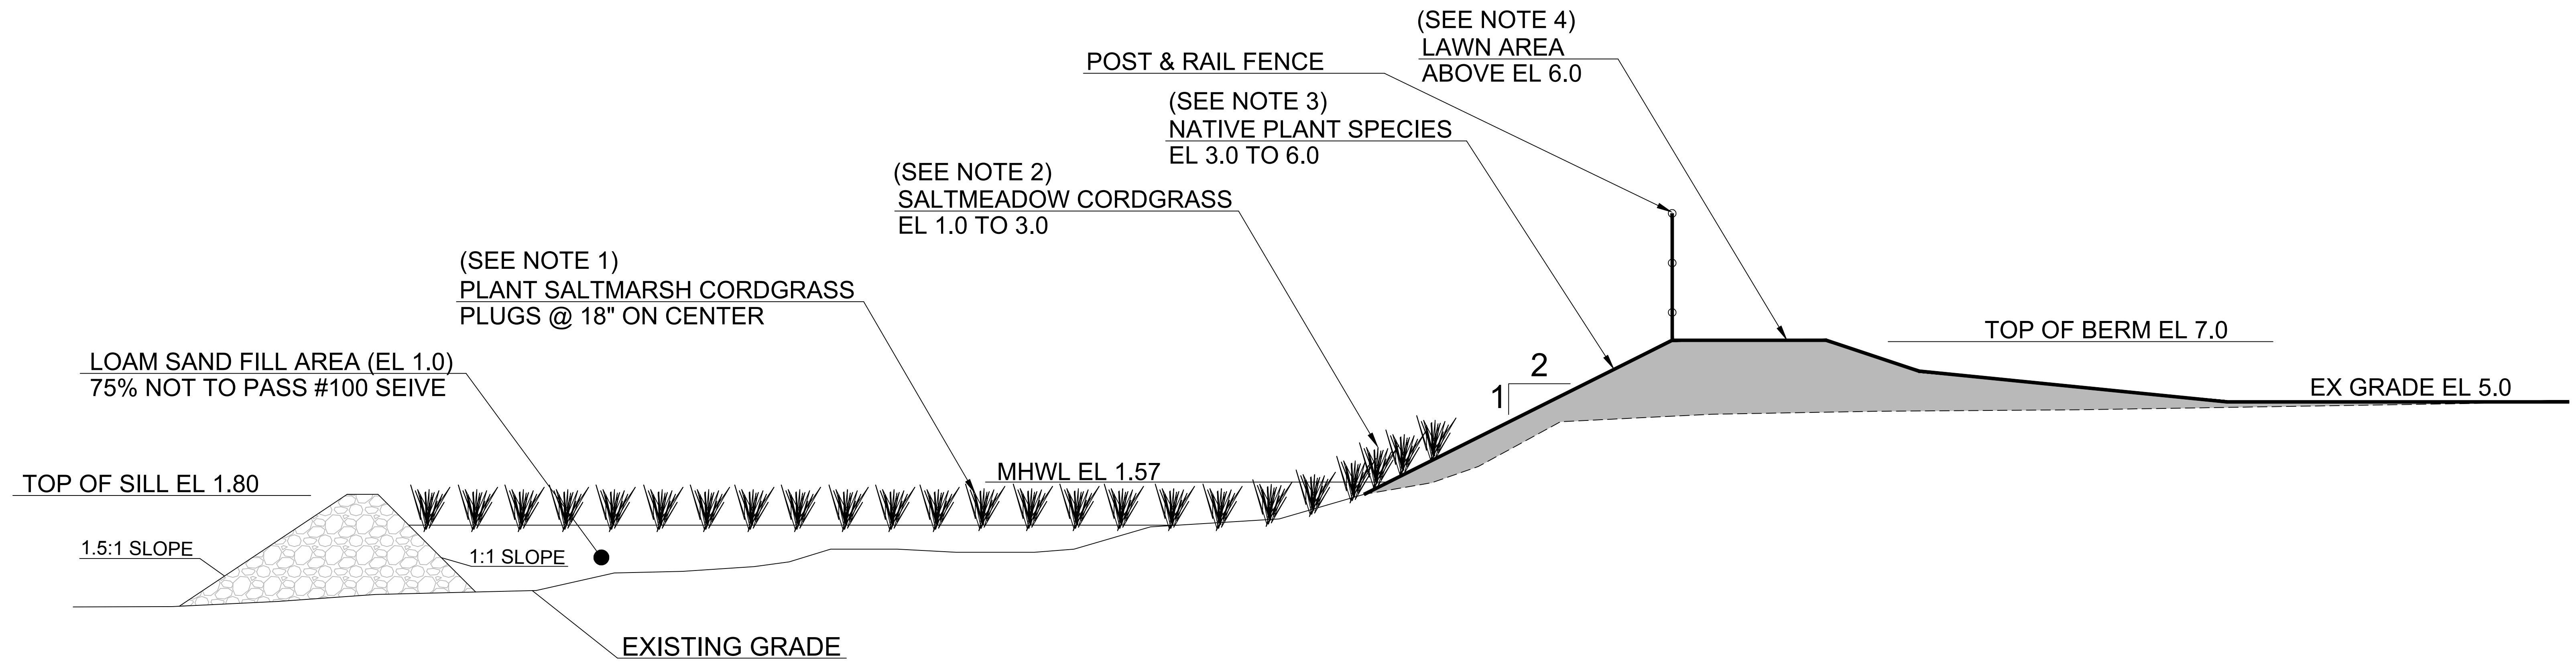 (SEE NOTE 4)
LAWN AREA
ABOVE EL 6.0
POST & RAIL FENCE
(SEE NOTE 3)
NATIVE PLANT SPECIES
EL 3.0 TO 6.0
(SEE NOTE 2)
SALTMEADOW CORDGRASS
EL 1.0 TO 3.0
(SEE NOTE 1)
PLANT SALTMARSH CORDGRASS
PLUGS @ 18" ON CENTER
LOAM SAND FILL AREA (EL 1.0)
75% NOT TO PASS #100 SEIVE
TOP OF BERM EL 7.0
2
1
EX GRADE EL 5.0
MHWL EL 1.57
TOP OF SILL EL 1.80
1.5:1 SLOPE
1:1 SLOPE
EXISTING GRADE